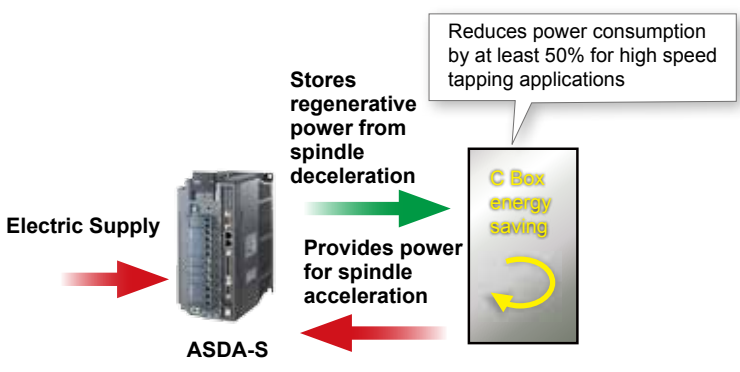 Reduces power consumption
by at least 50% for high speed
tapping applications
Stores
regenerative
power from
spindle
deceleration
C Box
energy
saving
Electric Supply
Provides power
for spindle
acceleration
ASDA-S